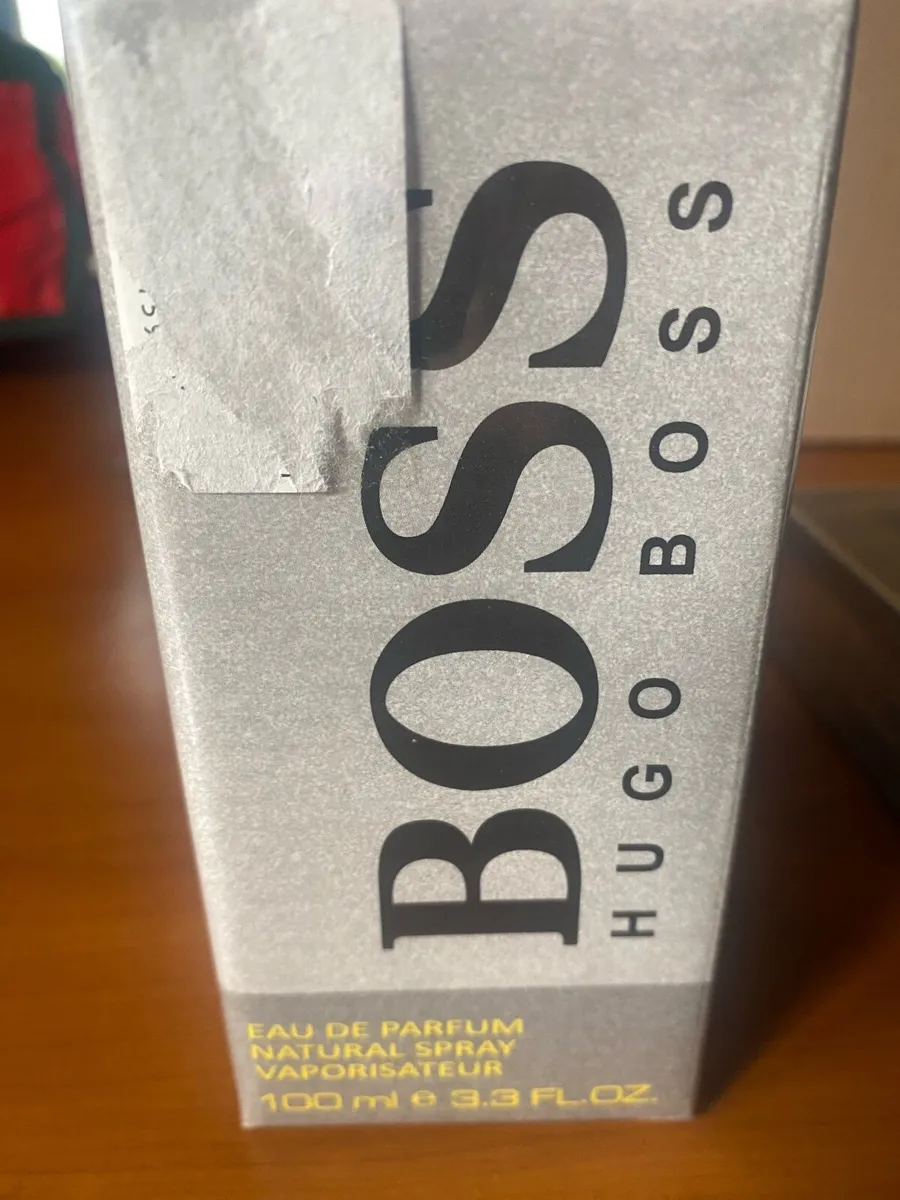 BOSS
HUGO BOSS
EAU DE PARFUM
NATURAL SPRAY
VAPORISATEUR
100 ml e 3.3 FL.OZ.